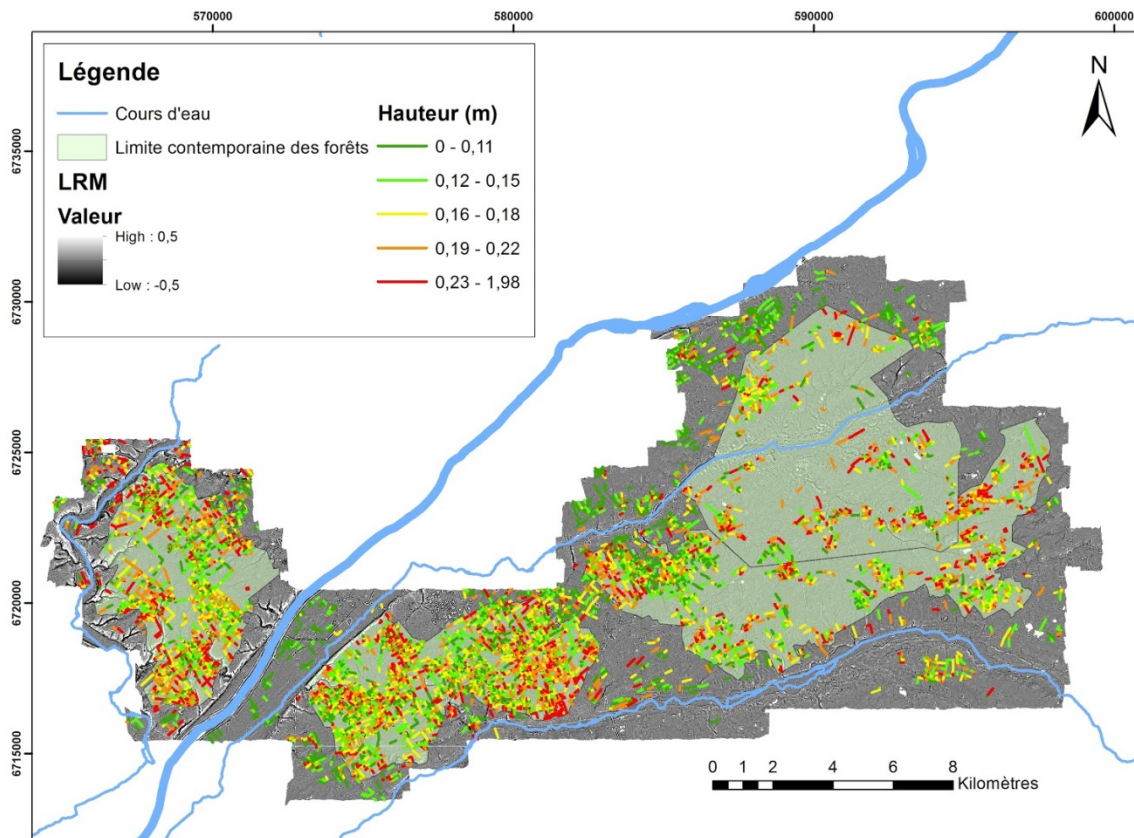 570000 580000 590000 600000
N
Légende
Cours d'eau
Limite contemporaine des forêts
LRM
Valeur
High : 0,5
Low : -0,5
Hauteur (m)
0 - 0,11
0,12 - 0,15
0,16 - 0,18
0,19 - 0,22
0,23 - 1,98
6735000
6730000
6725000
6720000
6715000
0 1 2 4 6 8
Kilomètres